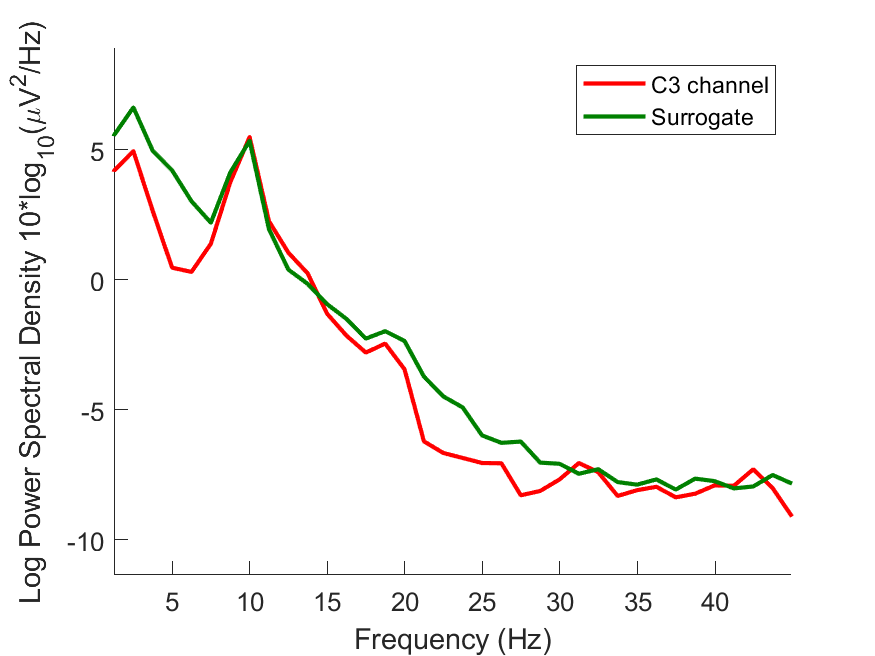 Log Power Spectral Density 10*log10(μV2/Hz)
C3 channel
Surrogate
5
0
-5
-10
5 10 15 20 25 30 35 40
Frequency (Hz)